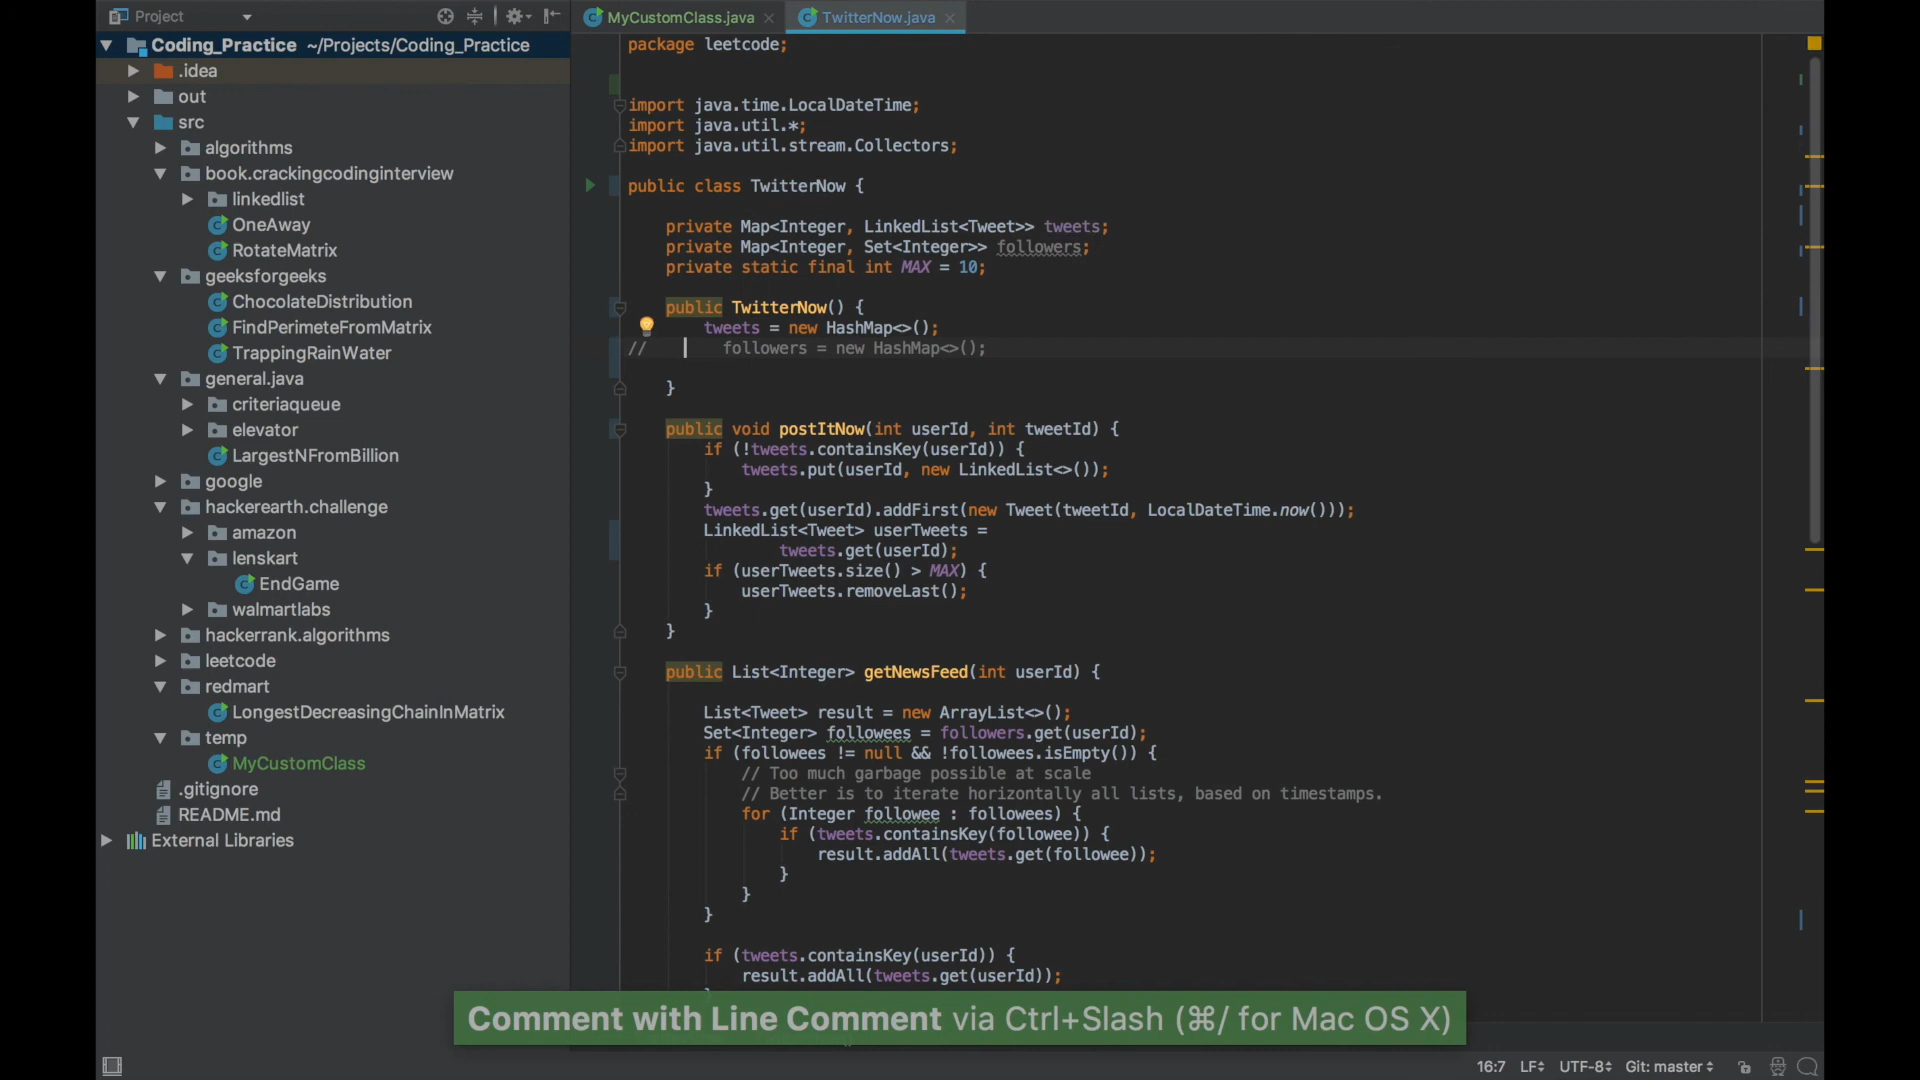 Project
Coding_Practice ~/Projects/Coding_Practice
.idea
out
src
algorithms
book.crackingcodinginterview
linkedlist
OneAway
RotateMatrix
geeksforgeeks
ChocolateDistribution
FindPerimeteFromMatrix
TrappingRainWater
general.java
criteriaqueue
elevator
LargestNFromBillion
google
hackerearth.challenge
amazon
lenskart
EndGame
walmartlabs
hackerrank.algorithms
leetcode
redmart
LongestDecreasingChainInMatrix
temp
MyCustomClass
.gitignore
README.md
External Libraries
MyCustomClass.java
TwitterNow.java
package leetcode;
import java.time.LocalDateTime;
import java.util.*;
import java.util.stream.Collectors;
public class TwitterNow {
private Map<Integer, LinkedList<Tweet>> tweets;
private Map<Integer, Set<Integer>> followers;
private static final int MAX = 10;
public TwitterNow() {
tweets = new HashMap<>();
// followers = new HashMap<>();
}
public void postItNow(int userId, int tweetId) {
if (!tweets.containsKey(userId)) {
tweets.put(userId, new LinkedList<>());
}
tweets.get(userId).addFirst(new Tweet(tweetId, LocalDateTime.now()));
LinkedList<Tweet> userTweets =
tweets.get(userId);
if (userTweets.size() > MAX) {
userTweets.removeLast();
}
}
public List<Integer> getNewsFeed(int userId) {
List<Tweet> result = new ArrayList<>();
Set<Integer> followees = followers.get(userId);
if (followees != null && !followees.isEmpty()) {
// Too much garbage possible at scale
// Better is to iterate horizontally all lists, based on timestamps.
for (Integer followee : followees) {
if (tweets.containsKey(followee)) {
result.addAll(tweets.get(followee));
}
}
}
if (tweets.containsKey(userId)) {
result.addAll(tweets.get(userId));
Comment with Line Comment via Ctrl+Slash (⌘/ for Mac OS X)
16:7 LF UTF-8 Git: master